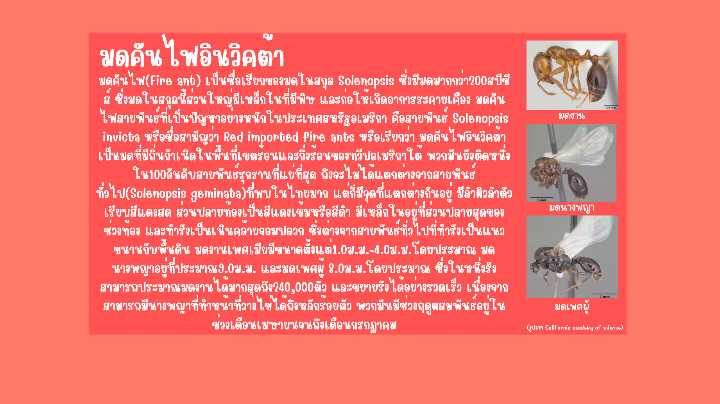 มดคันไฟอินวิคต้า
มดคันไฟ(Fire ant) เป็นชื่อเรียกของมดในสกุล Solenopsis ซึ่งมีมดมากกว่า200สปีชี
ส์ ซึ่งมดในสกุลนี้ส่วนใหญ่มีเหล็กในที่มีพิษ และก่อให้เกิดอาการระคายเคือง มดคัน
ไฟสายพันธ์ที่เป็นปัญหาอย่างหนักในประเทศสหรัฐอเมริกา คือสายพันธ์ Solenopsis
invicta หรือชื่อสามัญว่า Red imported fire ants หรือเรียกว่า มดคันไฟอินวิคต้า
เป็นมดที่มีถิ่นกำเนิดในพื้นที่เขตร้อนและกึ่งร้อนของทวีปอเมริกาใต้ พวกมันยังติดหนึ่ง
ใน100อันดับสายพันธุ์รุกรานที่แย่ที่สุด ถึงจะไม่ได้แตกต่างจากสายพันธ์
ทั่วไป(Solenopsis geminata)ที่พบในไทยมาก แต่ก็มีจุดที่แตกต่างกันอยู่ มีลำตัวลำตัว
เรียบสีแดงสด ส่วนปลายท้องเป็นสีแดงเข้มหรือสีดำ มีเหล็กในอยู่ที่ส่วนปลายสุดของ
ช่วงท้อง และทำรังเป็นเนินคล้ายจอมปลวก ซึ่งต่างจากสายพันธ์ทั่วไปที่ทำรังเป็นแนว
ขนานกับพื้นดิน มดงานเพศเมียมีขนาดตั้งแต่1.0ม.ม.-4.0ม.ม.โดยประมาณ มด
นางพญาอยู่ที่ประมาณ9.0ม.ม. และมดเพศผู้ 8.0ม.ม.โดยประมาณ ซึ่งในหนึ่งรัง
สามารถประมาณมดงานได้มากสุดถึง240,000ตัว และขยายรังได้อย่างรวดเร็ว เนื่องจาก
สามารถมีนางพญาที่ทำหน้าที่วางไข่ได้ถึงหลักร้อยตัว พวกมันมีช่วงฤดูผสมพันธ์อยู่ใน
ช่วงเดือนเมษายนจนถึงเดือนกรกฎาคม
มดงาน
มดนางพญา
มดเพศผู้
California academy of sciences)